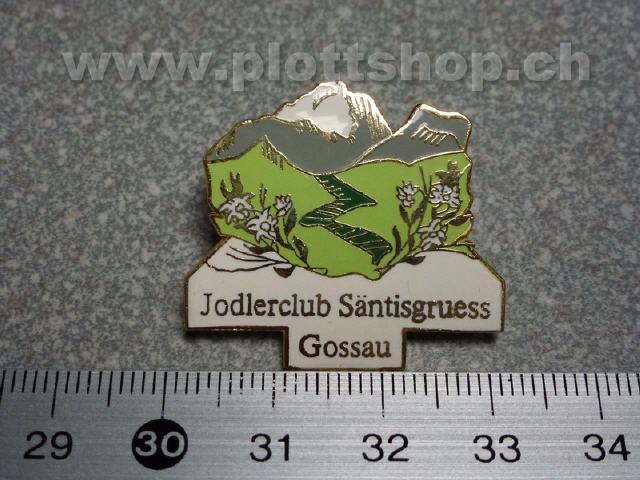 www.plottshop.ch
Jodlerclub Säntisgruess
Gossau
29 30 31 32 33 34